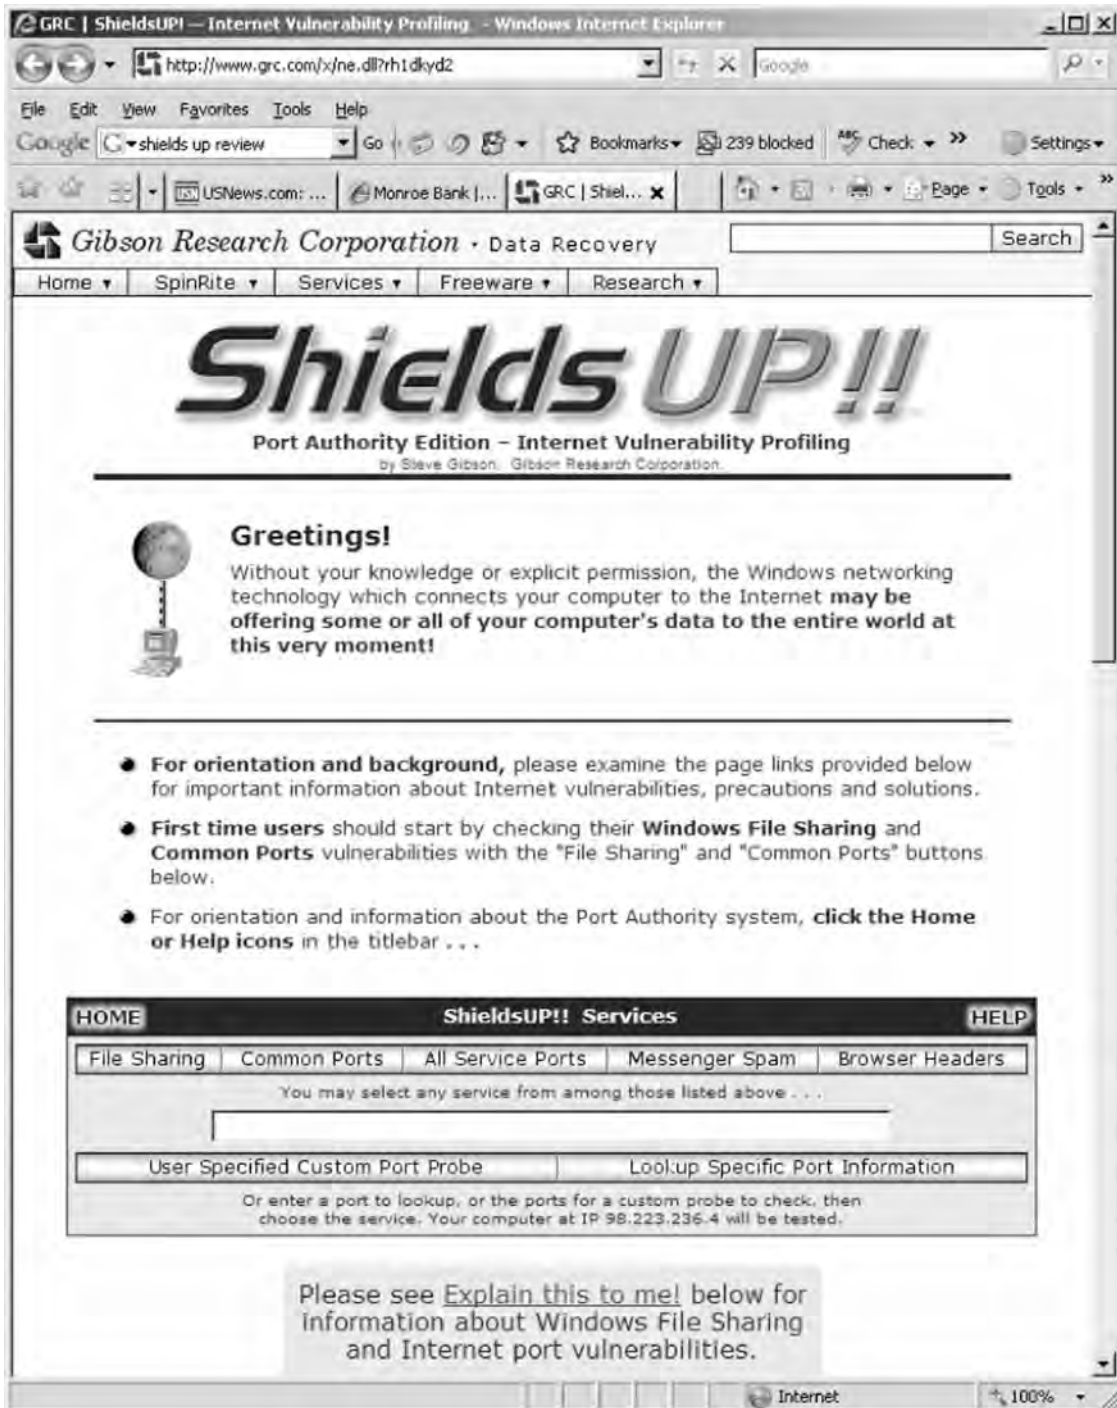 GRC | ShieldsUP! — Internet Vulnerability Profiling - Windows Internet Explorer
http://www.grc.com/x/ne.dll?rh1dkyd2
Google
File Edit View Favorites Tools Help
Google G shields up review Go Bookmarks 239 blocked ABC Check » Settings
USNews.com: ... Monroe Bank |... GRC | Shiel... x Page Tools »
Gibson Research Corporation · Data Recovery Search
Home SpinRite Services Freeware Research
Shields UP!!
Port Authority Edition – Internet Vulnerability Profiling
by Steve Gibson, Gibson Research Corporation.
Greetings!
Without your knowledge or explicit permission, the Windows networking
technology which connects your computer to the Internet may be
offering some or all of your computer's data to the entire world at
this very moment!
For orientation and background, please examine the page links provided below
for important information about Internet vulnerabilities, precautions and solutions.
First time users should start by checking their Windows File Sharing and
Common Ports vulnerabilities with the "File Sharing" and "Common Ports" buttons
below.
For orientation and information about the Port Authority system, click the Home
or Help icons in the titlebar . . .
HOME ShieldsUP!! Services HELP
File Sharing Common Ports All Service Ports Messenger Spam Browser Headers
You may select any service from among those listed above . . .
User Specified Custom Port Probe Lookup Specific Port Information
Or enter a port to lookup, or the ports for a custom probe to check, then
choose the service. Your computer at IP 98.223.236.4 will be tested.
Please see Explain this to me! below for
information about Windows File Sharing
and Internet port vulnerabilities.
Internet 100%